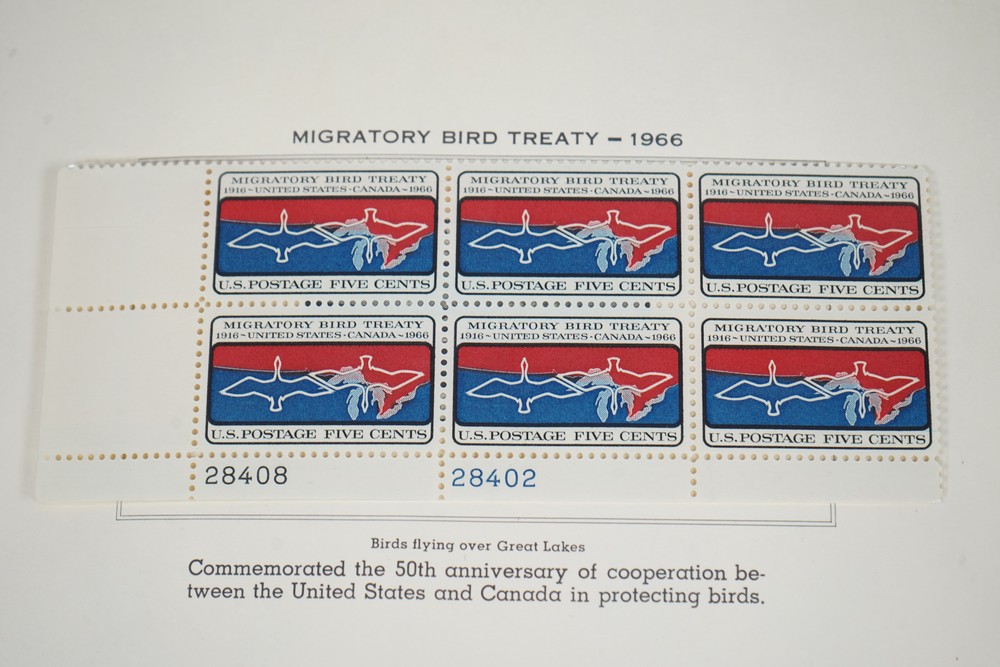 MIGRATORY BIRD TREATY – 1966
MIGRATORY BIRD TREATY
1916~UNITED STATES·CANADA~1966
U.S. POSTAGE FIVE CENTS
MIGRATORY BIRD TREATY
1916~UNITED STATES·CANADA~1966
U.S. POSTAGE FIVE CENTS
MIGRATORY BIRD TREATY
1916~UNITED STATES·CANADA~1966
U.S. POSTAGE FIVE CENTS
MIGRATORY BIRD TREATY
1916~UNITED STATES·CANADA~1966
U.S. POSTAGE FIVE CENTS
MIGRATORY BIRD TREATY
1916~UNITED STATES·CANADA~1966
U.S. POSTAGE FIVE CENTS
MIGRATORY BIRD TREATY
1916~UNITED STATES·CANADA~1966
U.S. POSTAGE FIVE CENTS
28408
28402
Birds flying over Great Lakes
Commemorated the 50th anniversary of cooperation be-
tween the United States and Canada in protecting birds.